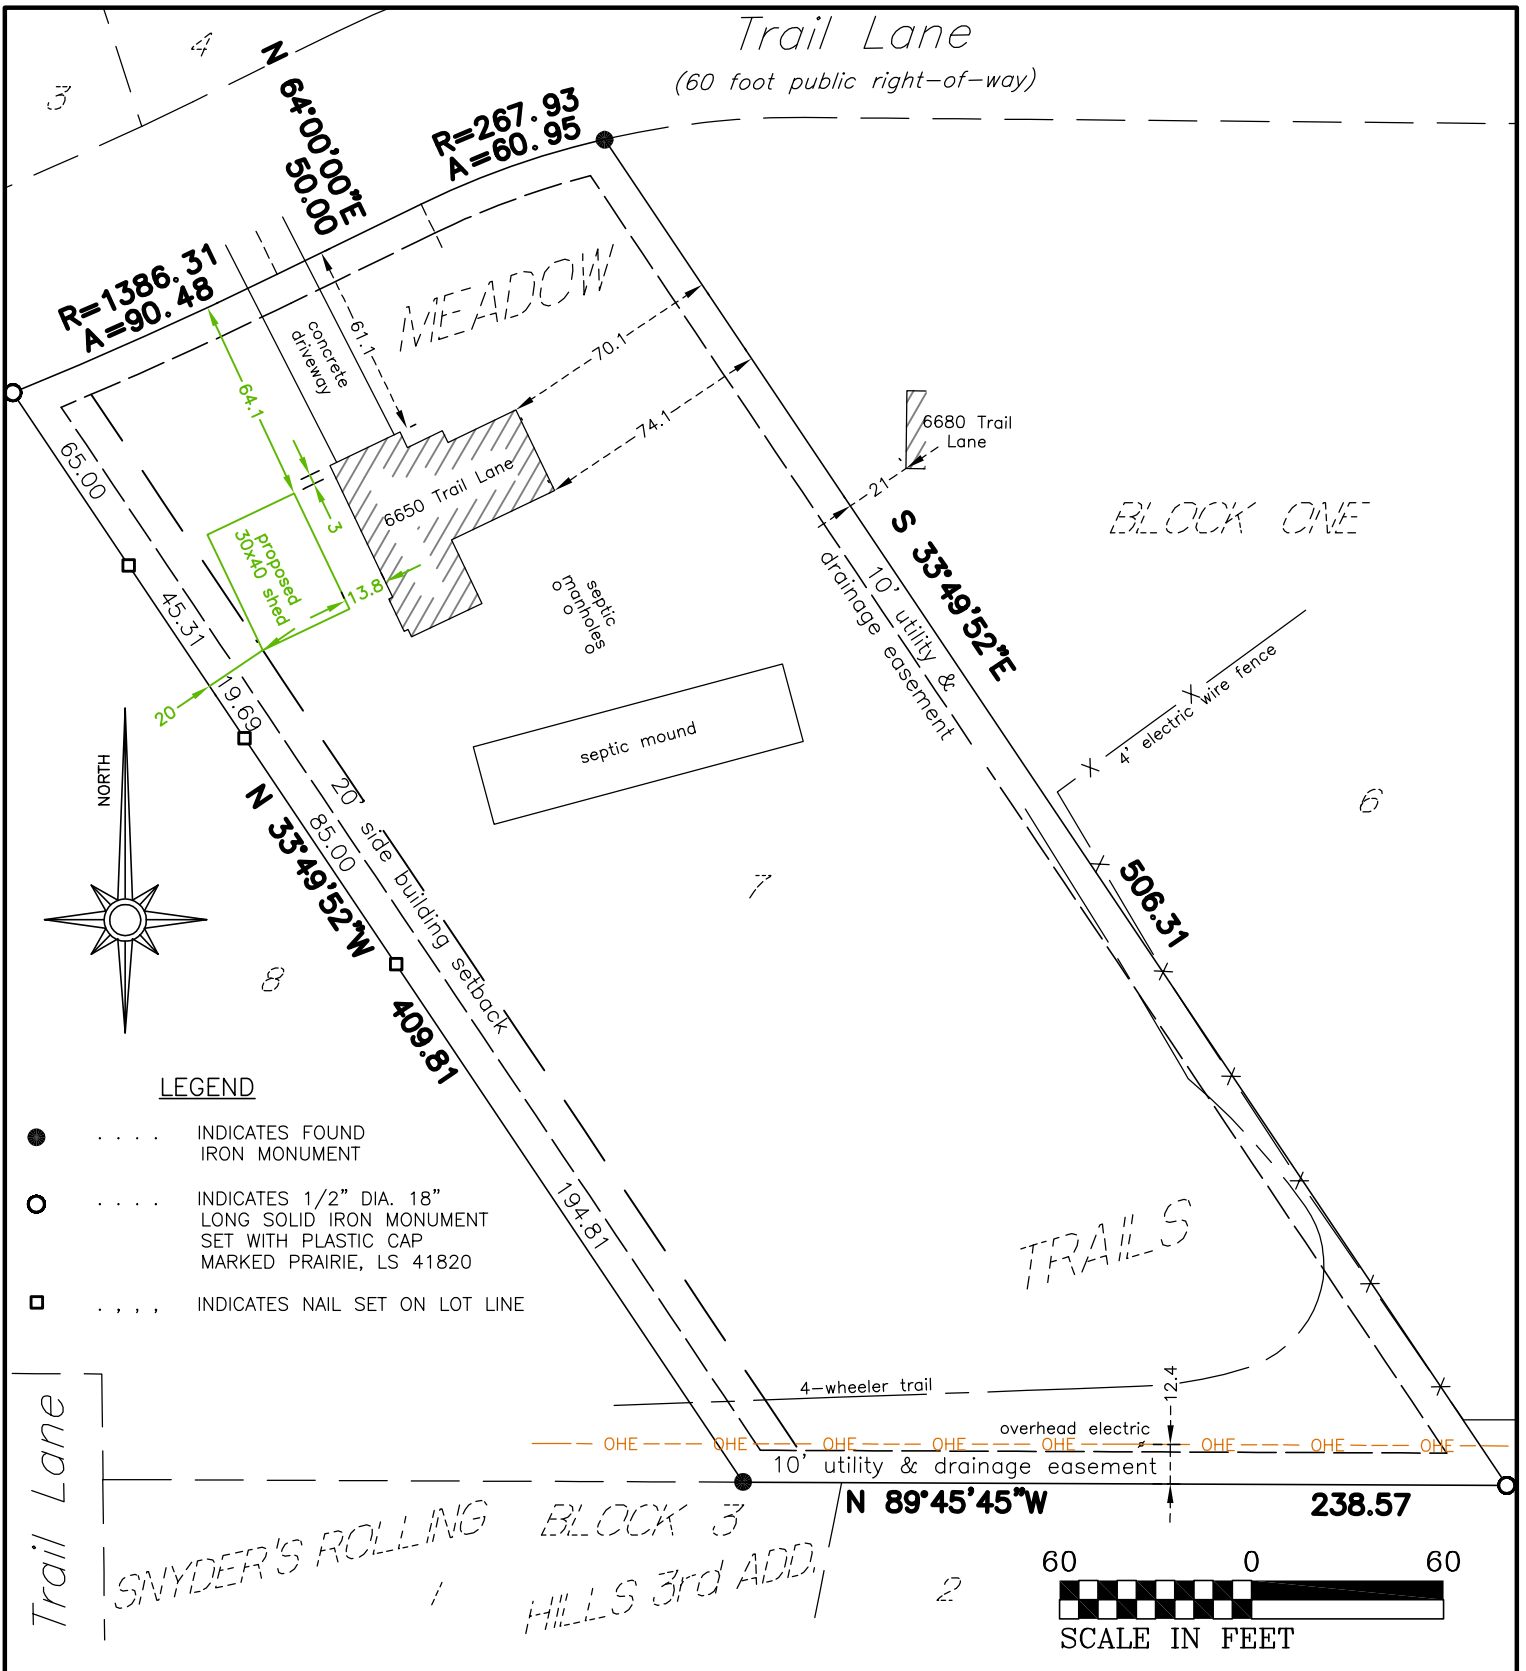 Trail Lane
(60 foot public right-of-way)
3
4
N 64°00'00"E
50.00
R=267.93
A=60.95
R=1386.31
A=90.48
MEADOW
concrete
driveway
61.1
70.1
74.1
64.1
3
13.8
20
proposed
30x40 shed
6650 Trail Lane
6680 Trail
Lane
21
65.00
45.31
19.69
85.00
194.81
S 33°49'52"E
506.31
10' utility &
drainage easement
BLOCK ONE
septic
manholes
septic mound
4' electric wire fence
X
X
6
7
8
NORTH
20' side building setback
N 33°49'52"W
409.81
LEGEND
. . . . INDICATES FOUND
IRON MONUMENT
. . . . INDICATES 1/2" DIA. 18"
LONG SOLID IRON MONUMENT
SET WITH PLASTIC CAP
MARKED PRAIRIE, LS 41820
. , , , INDICATES NAIL SET ON LOT LINE
TRAILS
4-wheeler trail
12.4
overhead electric
OHE OHE OHE OHE OHE OHE OHE OHE
10' utility & drainage easement
N 89°45'45"W
238.57
Trail Lane
SNYDER'S ROLLING
BLOCK 3
HILLS 3rd ADD.
1
2
60 0 60
SCALE IN FEET